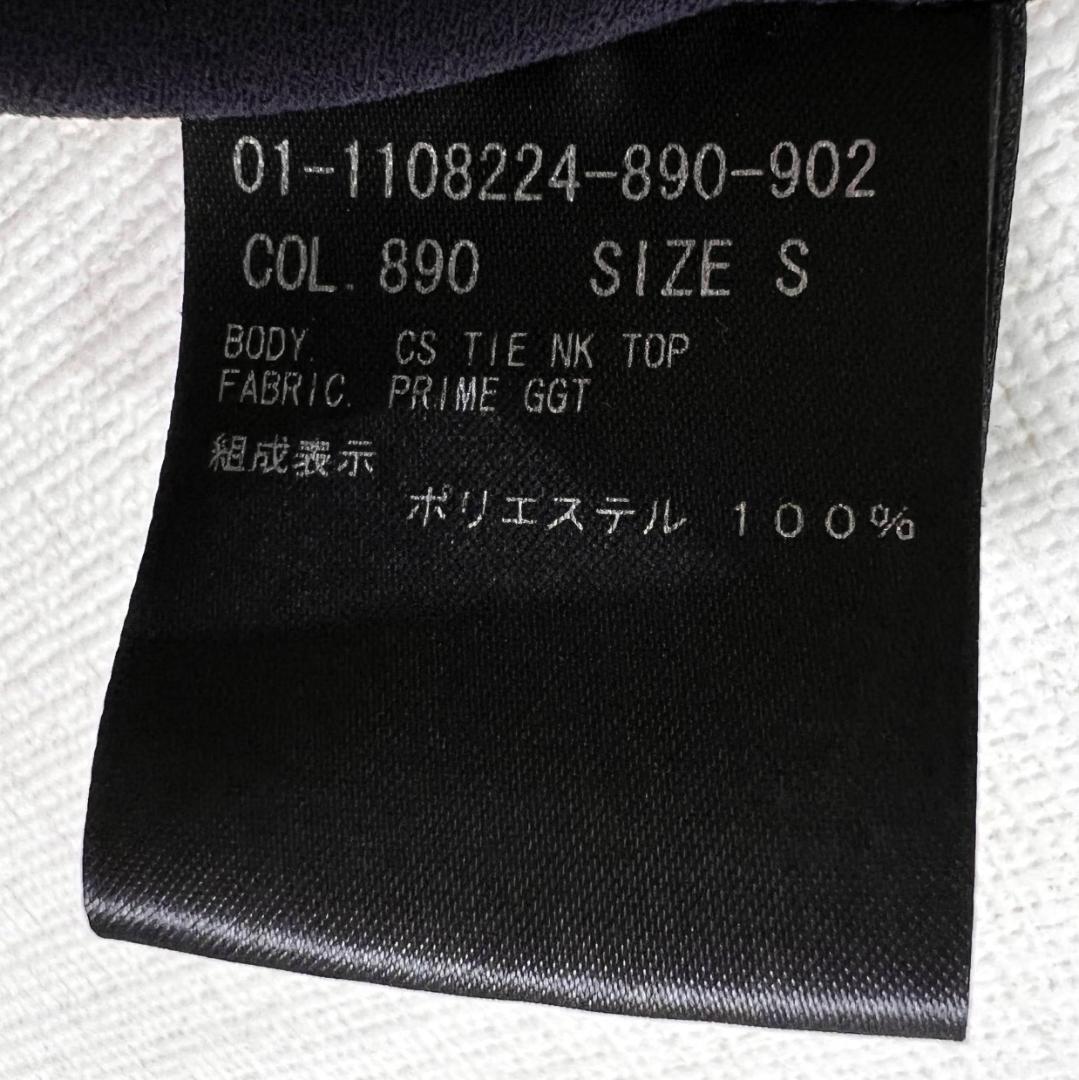 01-1108224-890-902
COL. 890 SIZE S
BODY. CS TIE NK TOP
FABRIC. PRIME GGT
組成表示
ポリエステル 100%